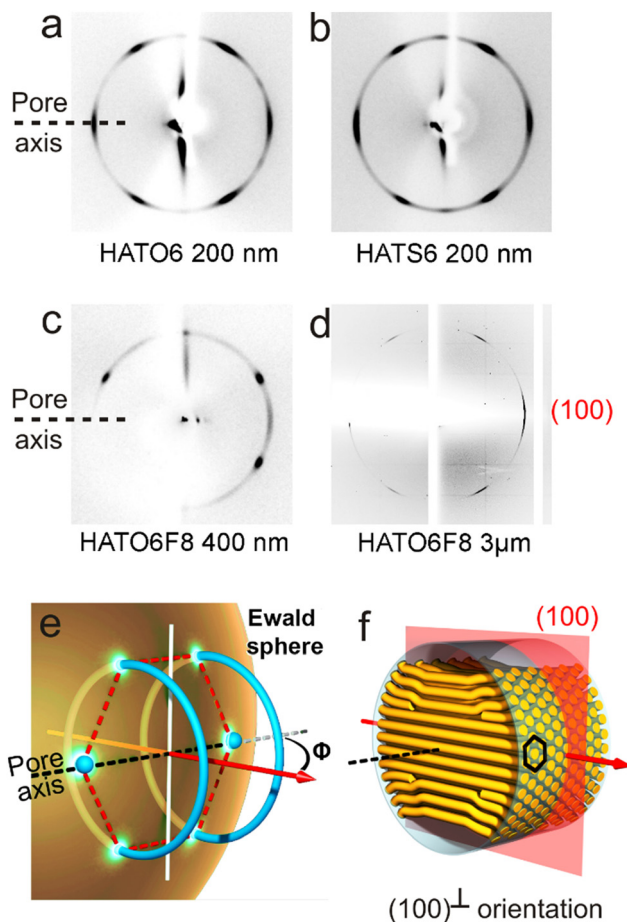 a
b
Pore
axis
HATO6 200 nm
HATS6 200 nm
c
d
Pore
axis
(100)
HATO6F8 400 nm
HATO6F8 3μm
e
Ewald
sphere
Φ
Pore
axis
f
(100)
(100)⊥ orientation